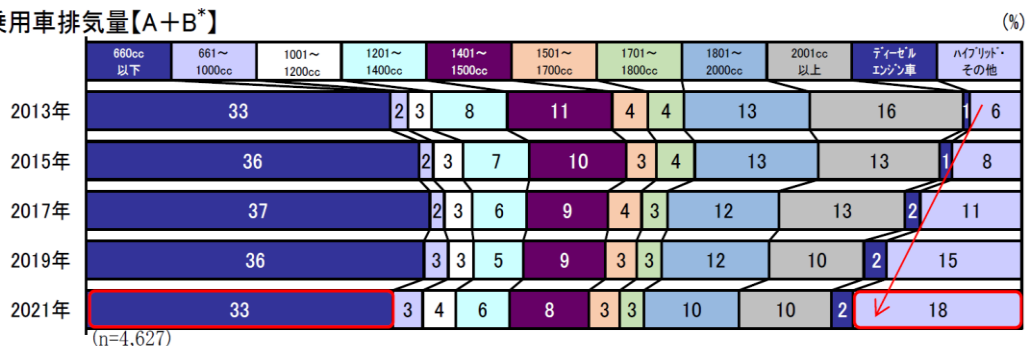 乗用車排気量【A+B*】
(%)
660cc 以下 661～ 1000cc 1001～ 1200cc 1201～ 1400cc 1401～ 1500cc 1501～ 1700cc 1701～ 1800cc 1801～ 2000cc 2001cc 以上 ディーゼル エンジン車 ハイブリッド・ その他
2013年 33 2 3 8 11 4 4 13 16 1 6
2015年 36 2 3 7 10 3 4 13 13 1 8
2017年 37 2 3 6 9 4 3 12 13 2 11
2019年 36 3 3 5 9 3 3 12 10 2 15
2021年 33 3 4 6 8 3 3 10 10 2 18
(n=4,627)